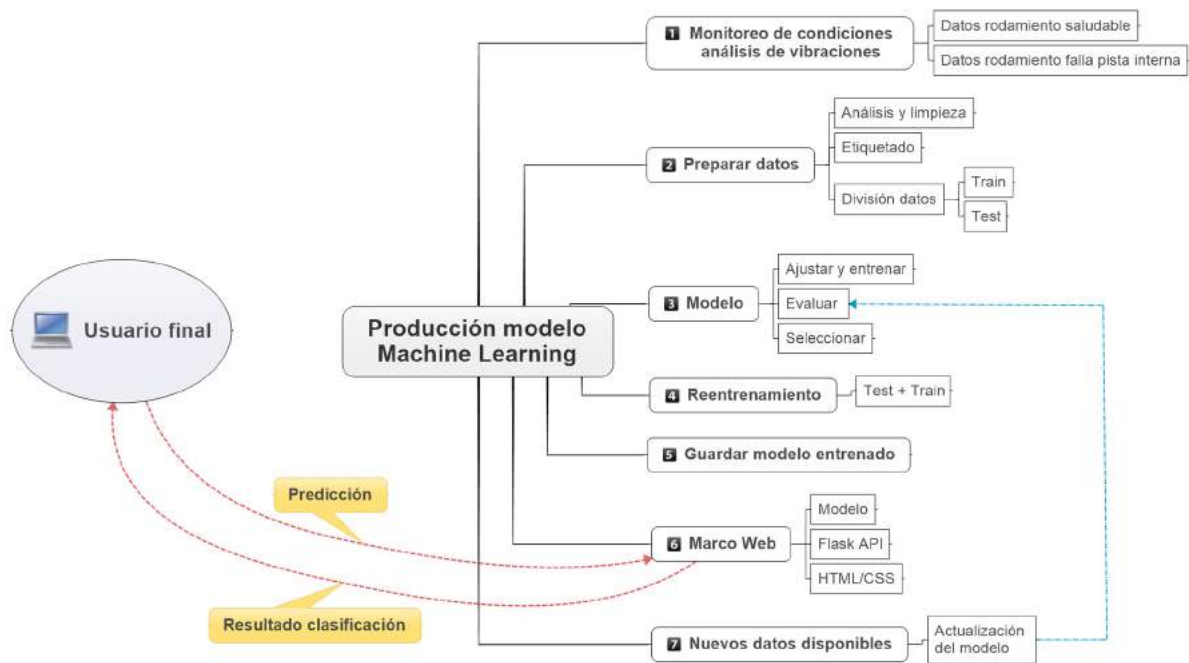 1 Monitoreo de condiciones
análisis de vibraciones
Datos rodamiento saludable
Datos rodamiento falla pista interna
2 Preparar datos
Análisis y limpieza
Etiquetado
División datos
Train
Test
3 Modelo
Ajustar y entrenar
Evaluar
Seleccionar
Usuario final
Producción modelo
Machine Learning
4 Reentrenamiento
Test + Train
5 Guardar modelo entrenado
Predicción
6 Marco Web
Modelo
Flask API
HTML/CSS
Resultado clasificación
7 Nuevos datos disponibles
Actualización
del modelo